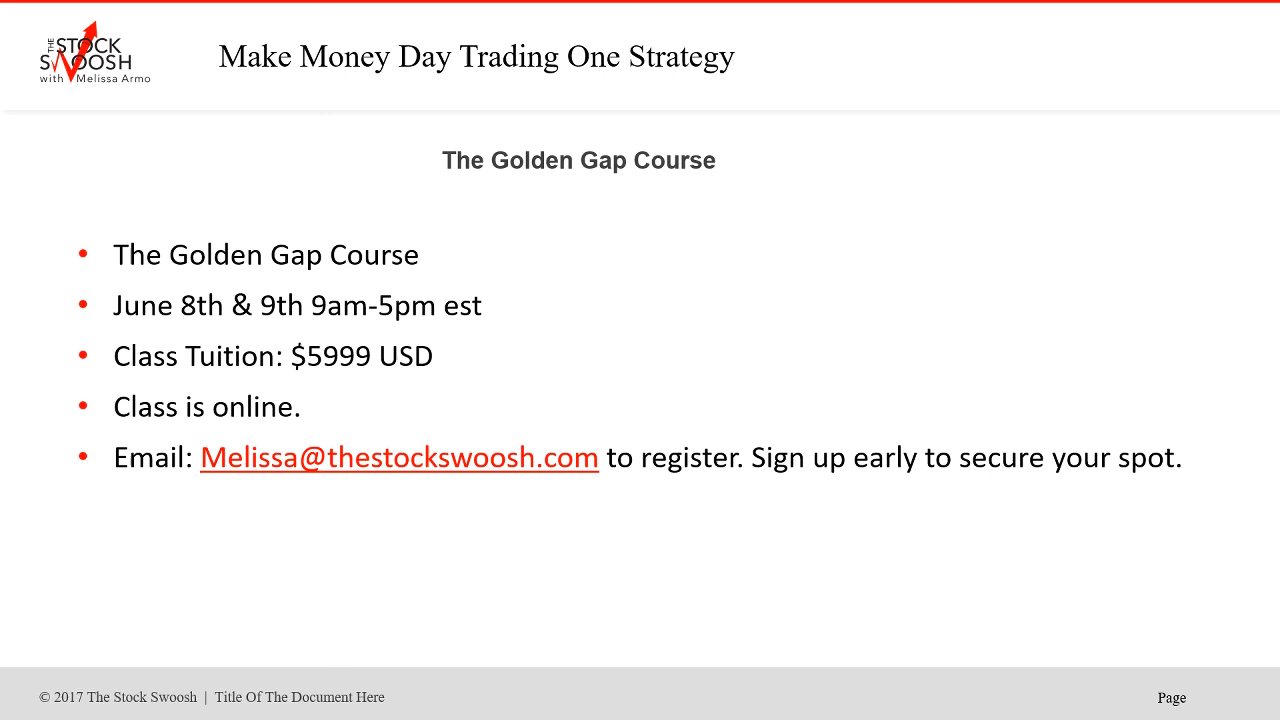 THE STOCK
SWOOSH
with Melissa Armo
Make Money Day Trading One Strategy
The Golden Gap Course
• The Golden Gap Course
• June 8th & 9th 9am-5pm est
• Class Tuition: $5999 USD
• Class is online.
• Email: Melissa@thestockswoosh.com to register. Sign up early to secure your spot.
© 2017 The Stock Swoosh | Title Of The Document Here
Page